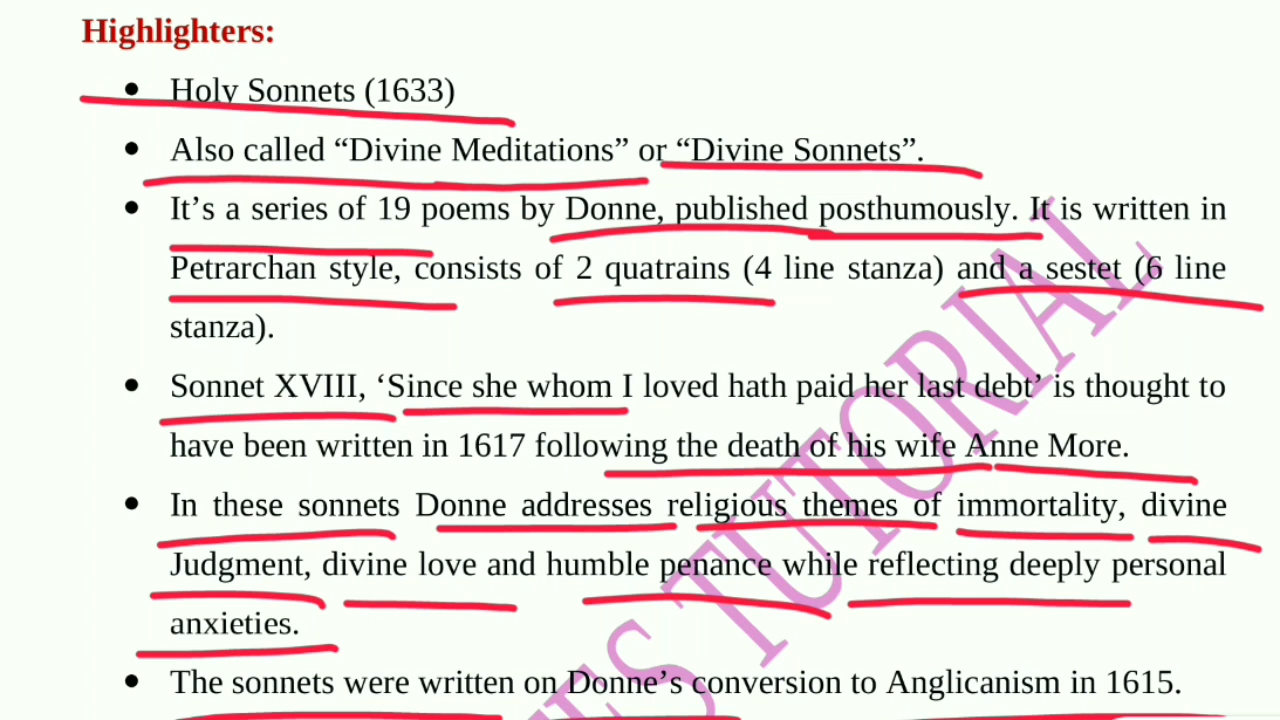 Highlighters:
• Holy Sonnets (1633)
• Also called “Divine Meditations” or “Divine Sonnets”.
• It’s a series of 19 poems by Donne, published posthumously. It is written in
Petrarchan style, consists of 2 quatrains (4 line stanza) and a sestet (6 line
stanza).
• Sonnet XVIII, ‘Since she whom I loved hath paid her last debt’ is thought to
have been written in 1617 following the death of his wife Anne More.
• In these sonnets Donne addresses religious themes of immortality, divine
Judgment, divine love and humble penance while reflecting deeply personal
anxieties.
• The sonnets were written on Donne’s conversion to Anglicanism in 1615.
ES TUTORIAL